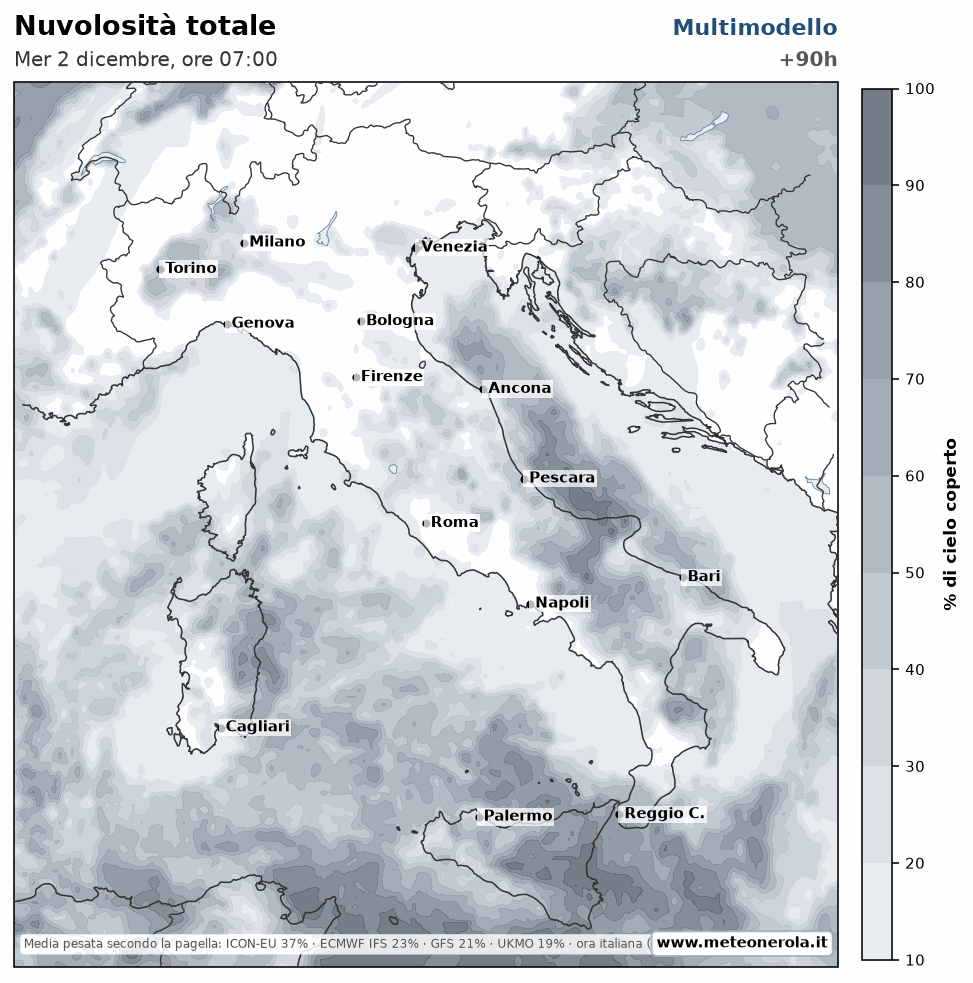 Nuvolosità totale
Multimodello
Mer 2 dicembre, ore 07:00
+90h
100
90
80
70
60
50
40
30
20
10
% di cielo coperto
Milano
Venezia
Torino
Genova
Bologna
Firenze
Ancona
Pescara
Roma
Bari
Napoli
Cagliari
Palermo
Reggio C.
Media pesata secondo la pagella: ICON-EU 37% · ECMWF IFS 23% · GFS 21% · UKMO 19% · ora italiana (
www.meteonerola.it